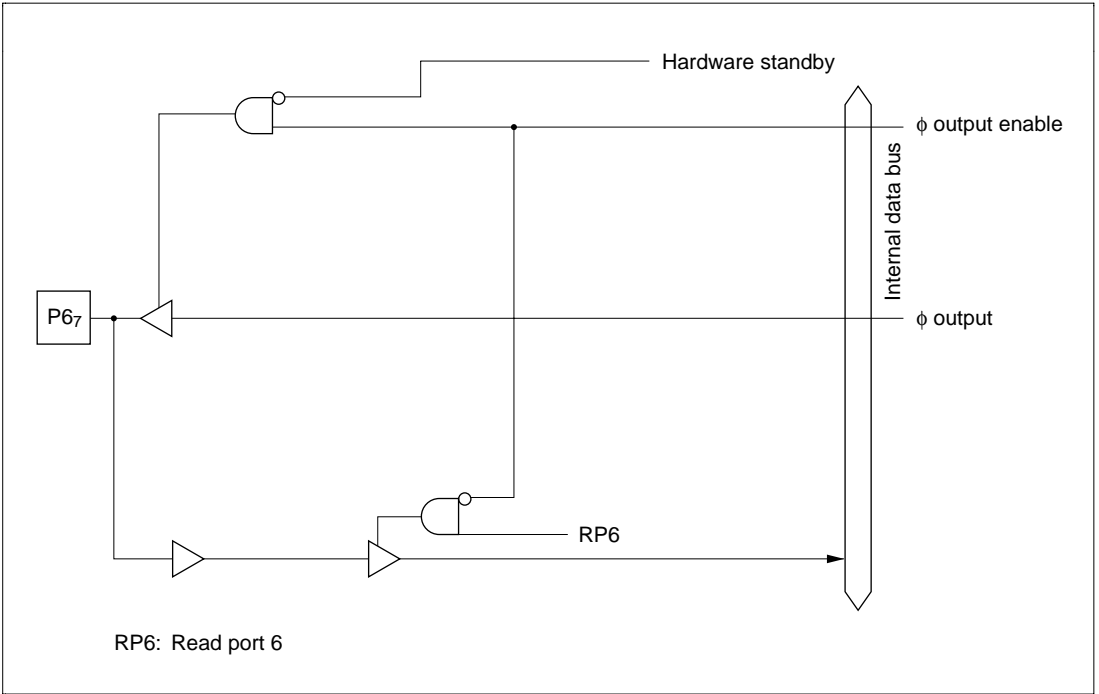 Hardware standby
ϕ output enable
Internal data bus
P6₇
ϕ output
RP6
RP6: Read port 6